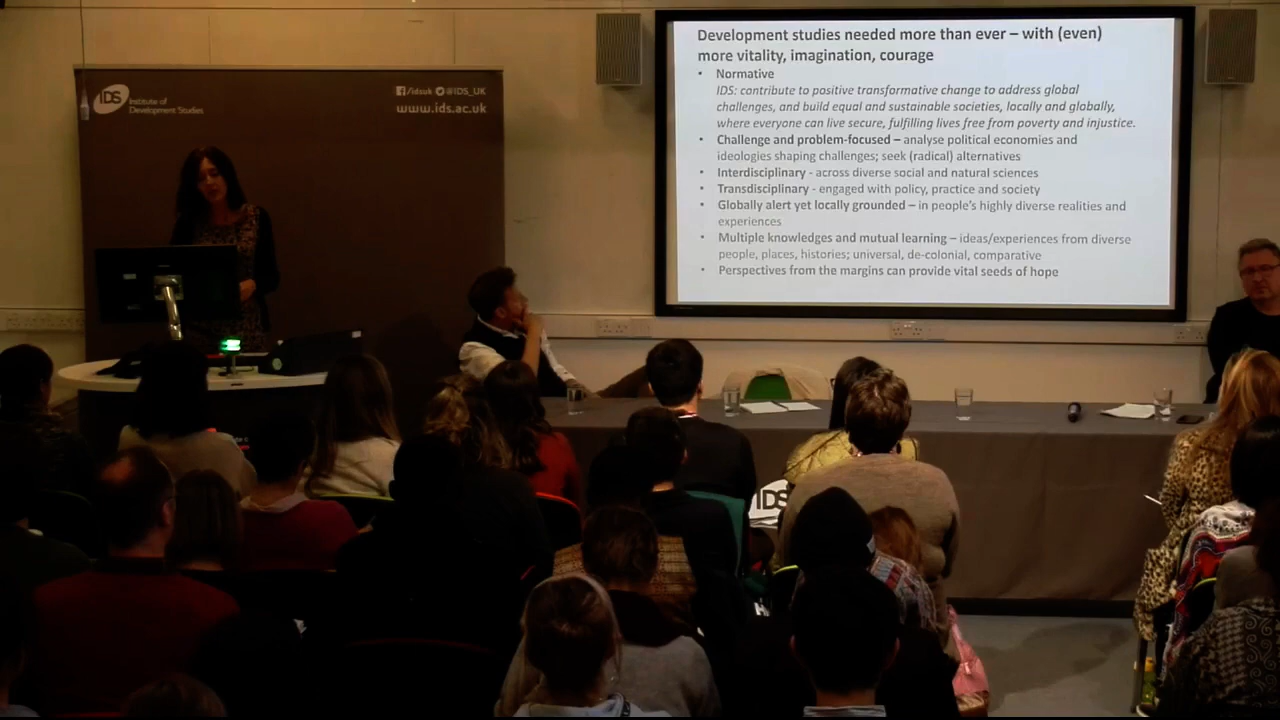 IDS Institute of
Development Studies
/idsuk @IDS_UK
www.ids.ac.uk
Development studies needed more than ever – with (even)
more vitality, imagination, courage
• Normative
IDS: contribute to positive transformative change to address global
challenges, and build equal and sustainable societies, locally and globally,
where everyone can live secure, fulfilling lives free from poverty and injustice.
• Challenge and problem-focused – analyse political economies and
ideologies shaping challenges; seek (radical) alternatives
• Interdisciplinary - across diverse social and natural sciences
• Transdisciplinary - engaged with policy, practice and society
• Globally alert yet locally grounded – in people's highly diverse realities and
experiences
• Multiple knowledges and mutual learning – ideas/experiences from diverse
people, places, histories; universal, de-colonial, comparative
• Perspectives from the margins can provide vital seeds of hope
IDS